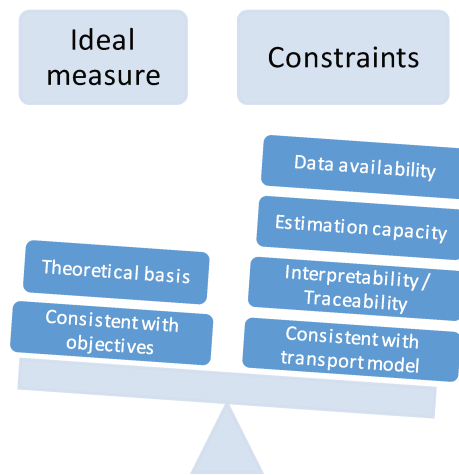 Ideal
measure
Constraints
Data availability
Estimation capacity
Interpretability /
Traceability
Consistent with
transport model
Theoretical basis
Consistent with
objectives